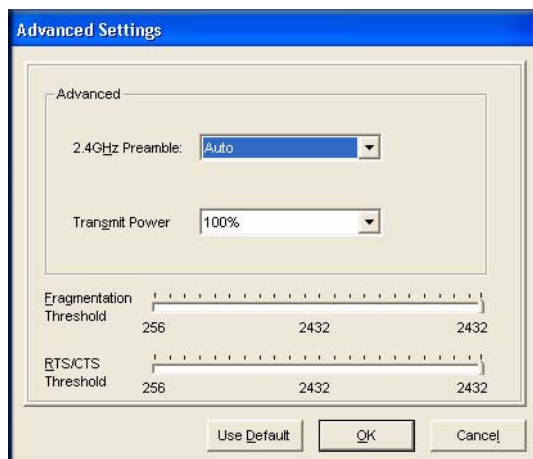 Advanced Settings
Advanced
2.4GHz Preamble: Auto
Transmit Power 100%
Fragmentation
Threshold
256 2432 2432
RTS/CTS
Threshold
256 2432 2432
Use Default OK Cancel